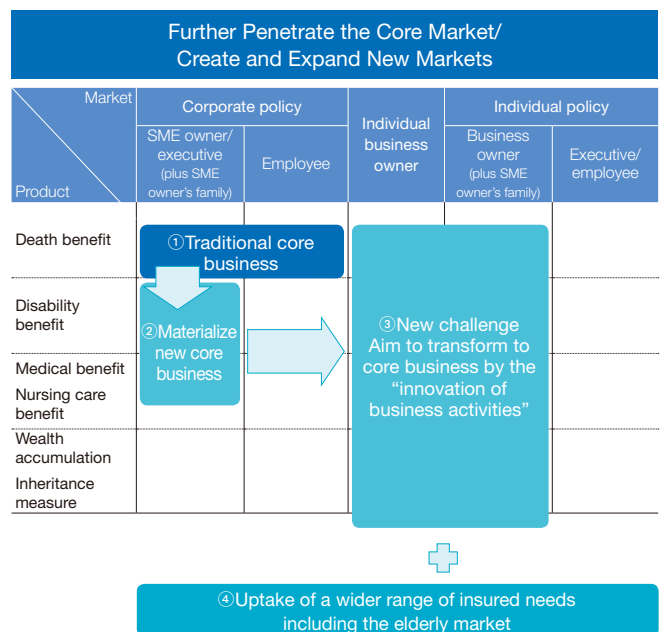 Further Penetrate the Core Market/
Create and Expand New Markets
Market
Product
Corporate policy
Individual
business
owner
Individual policy
SME owner/
executive
(plus SME
owner's family)
Employee
Business
owner
(plus SME
owner's family)
Executive/
employee
Death benefit
①Traditional core
business
Disability
benefit
②Materialize
new core
business
③New challenge
Aim to transform to
core business by the
“innovation of
business activities”
Medical benefit
Nursing care
benefit
Wealth
accumulation
Inheritance
measure
④Uptake of a wider range of insured needs
including the elderly market